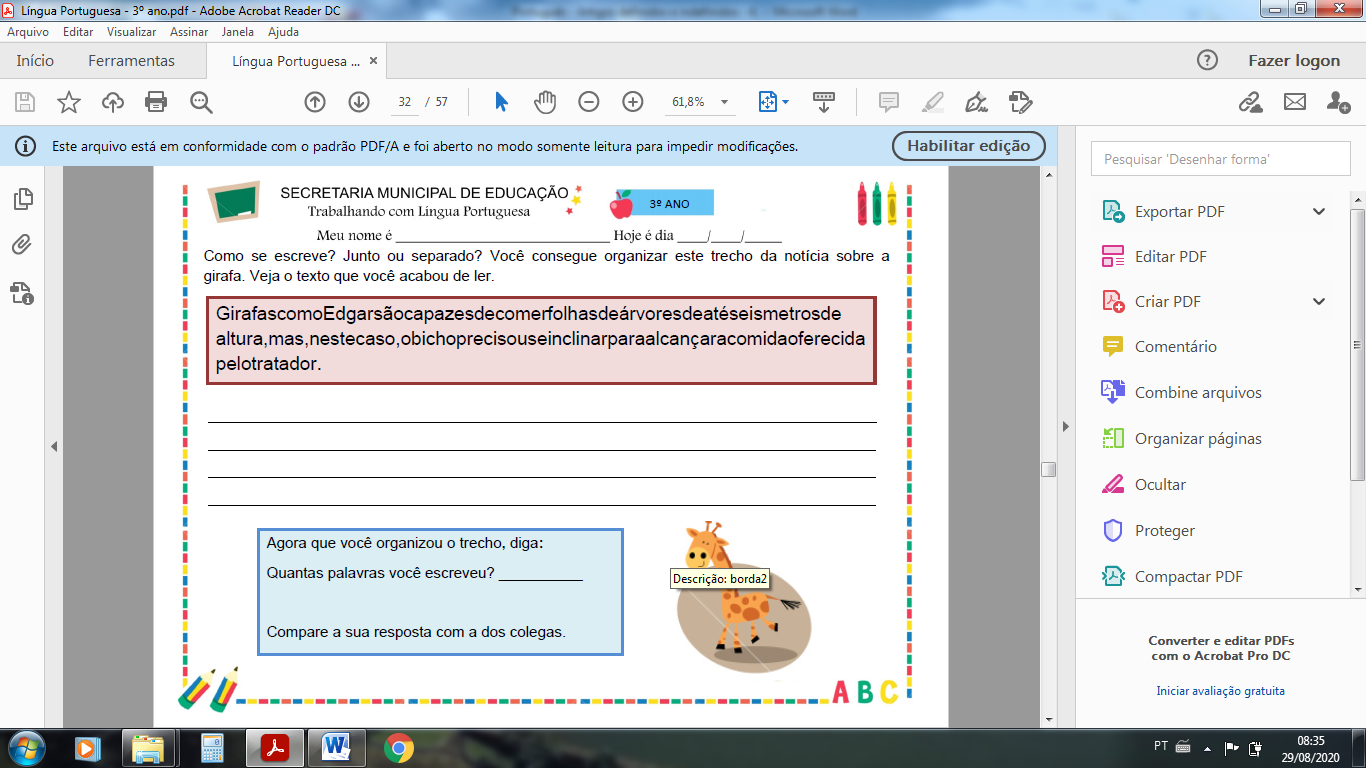 Língua Portuguesa - 3º ano.pdf - Adobe Acrobat Reader DC
Arquivo Editar Visualizar Assinar Janela Ajuda
Início Ferramentas Língua Portuguesa ... × Fazer logon
32 / 57 61,8%
Este arquivo está em conformidade com o padrão PDF/A e foi aberto no modo somente leitura para impedir modificações. Habilitar edição
SECRETARIA MUNICIPAL DE EDUCAÇÃO
3º ANO
Trabalhando com Língua Portuguesa
Meu nome é ____________________________ Hoje é dia ____/____/_____
Como se escreve? Junto ou separado? Você consegue organizar este trecho da notícia sobre a
girafa. Veja o texto que você acabou de ler.
GirafascomoEdgarsãocapazesdecomerfolhasdeárvoresdeatéseismetrosde
altura,mas,nestecaso,obichoprecisouseinclinarparaalcançaracomidaoferecida
pelotratador.
Agora que você organizou o trecho, diga:
Quantas palavras você escreveu? __________
Compare a sua resposta com a dos colegas.
Descrição: borda2
A B C
Pesquisar 'Desenhar forma'
Exportar PDF
Editar PDF
Criar PDF
Comentário
Combine arquivos
Organizar páginas
Ocultar
Proteger
Compactar PDF
Converter e editar PDFs
com o Acrobat Pro DC
Iniciar avaliação gratuita
PT
08:35
29/08/2020